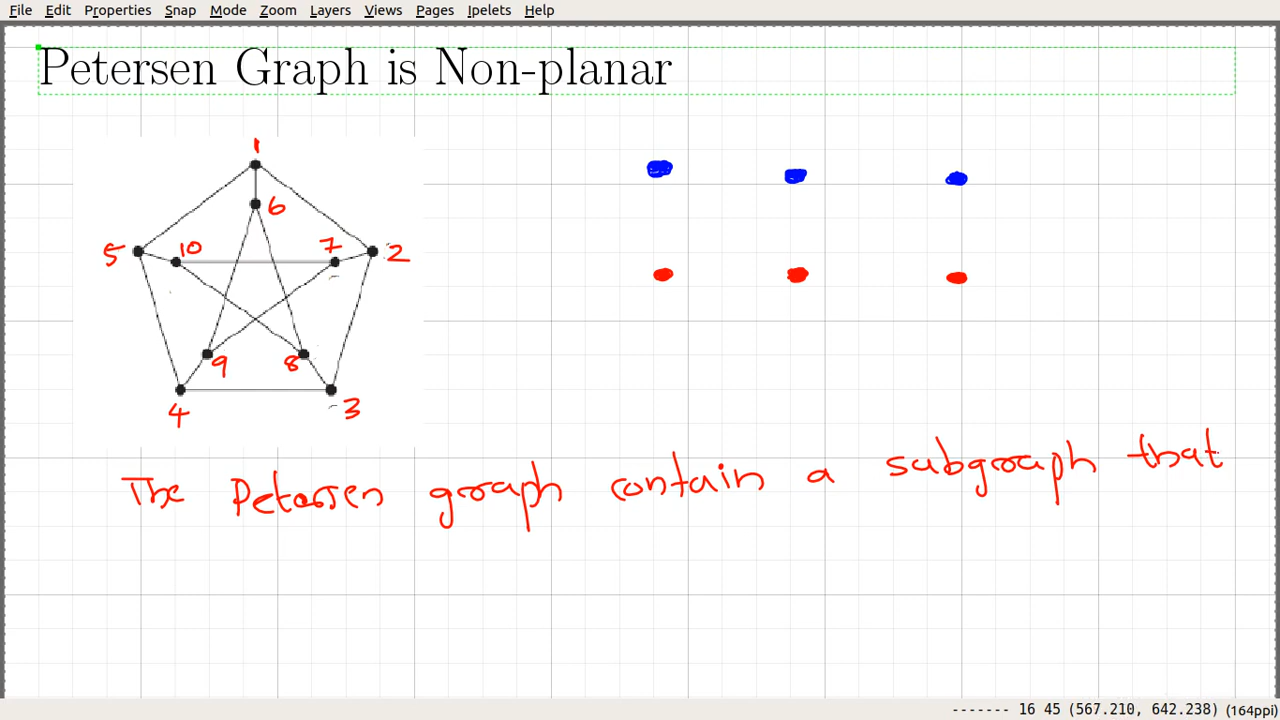 File Edit Properties Snap Mode Zoom Layers Views Pages Ipelets Help
Petersen Graph is Non-planar
1
6
5 10 7 2
9 8
4 3
The Petersen graph contain a subgraph that
------- 16 45 (567.210, 642.238) (164ppi)